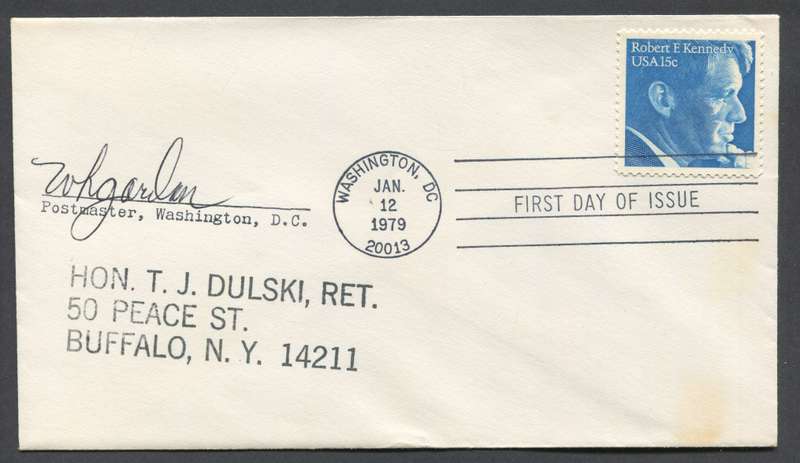 Robert F. Kennedy
USA 15c
WHGordon
Postmaster, Washington, D.C.
WASHINGTON, DC
JAN.
12
1979
20013
FIRST DAY OF ISSUE
HON. T. J. DULSKI, RET.
50 PEACE ST.
BUFFALO, N. Y. 14211